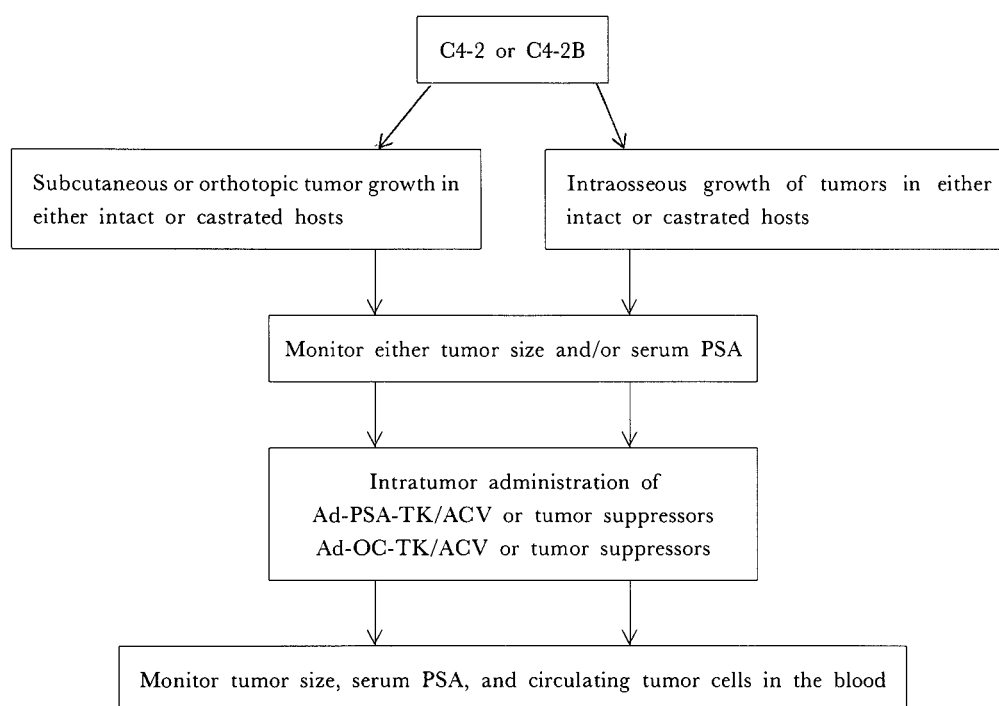 C4-2 or C4-2B
Subcutaneous or orthotopic tumor growth in
either intact or castrated hosts
Intraosseous growth of tumors in either
intact or castrated hosts
Monitor either tumor size and/or serum PSA
Intratumor administration of
Ad-PSA-TK/ACV or tumor suppressors
Ad-OC-TK/ACV or tumor suppressors
Monitor tumor size, serum PSA, and circulating tumor cells in the blood